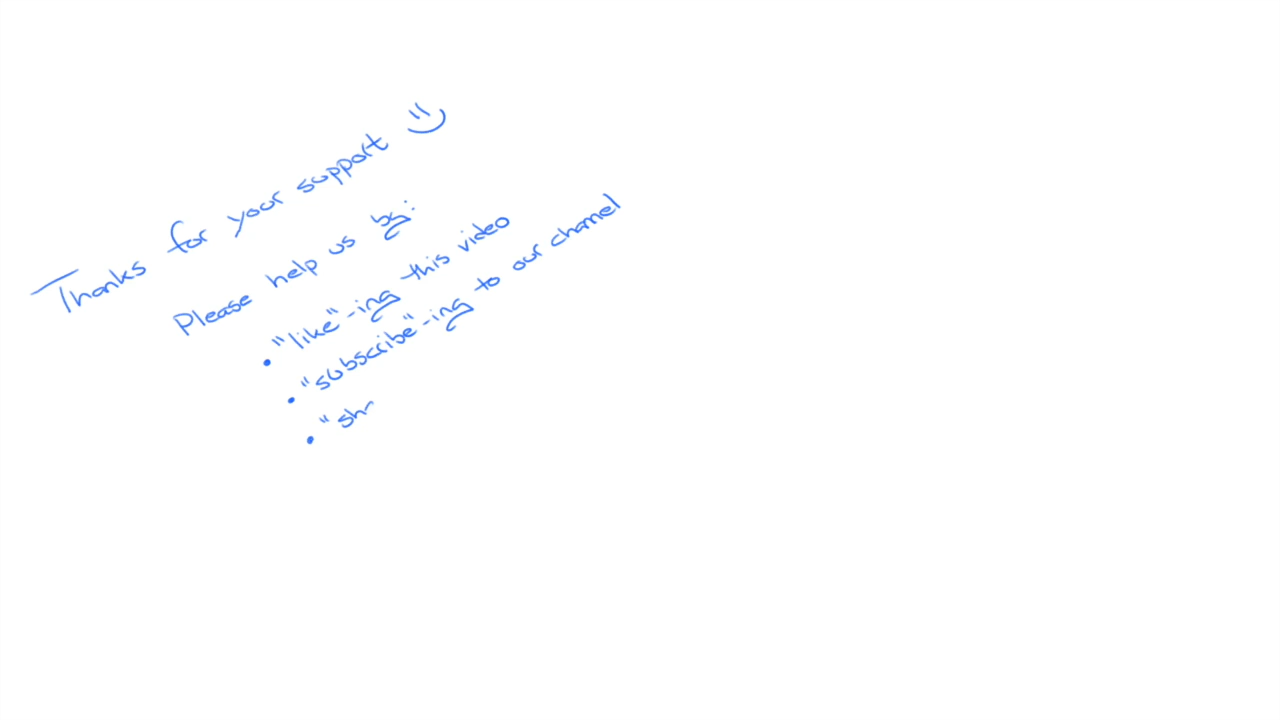 Thanks for your support
Please help us by:
• "like"-ing this video
• "subscribe"-ing to our channel
• "sh